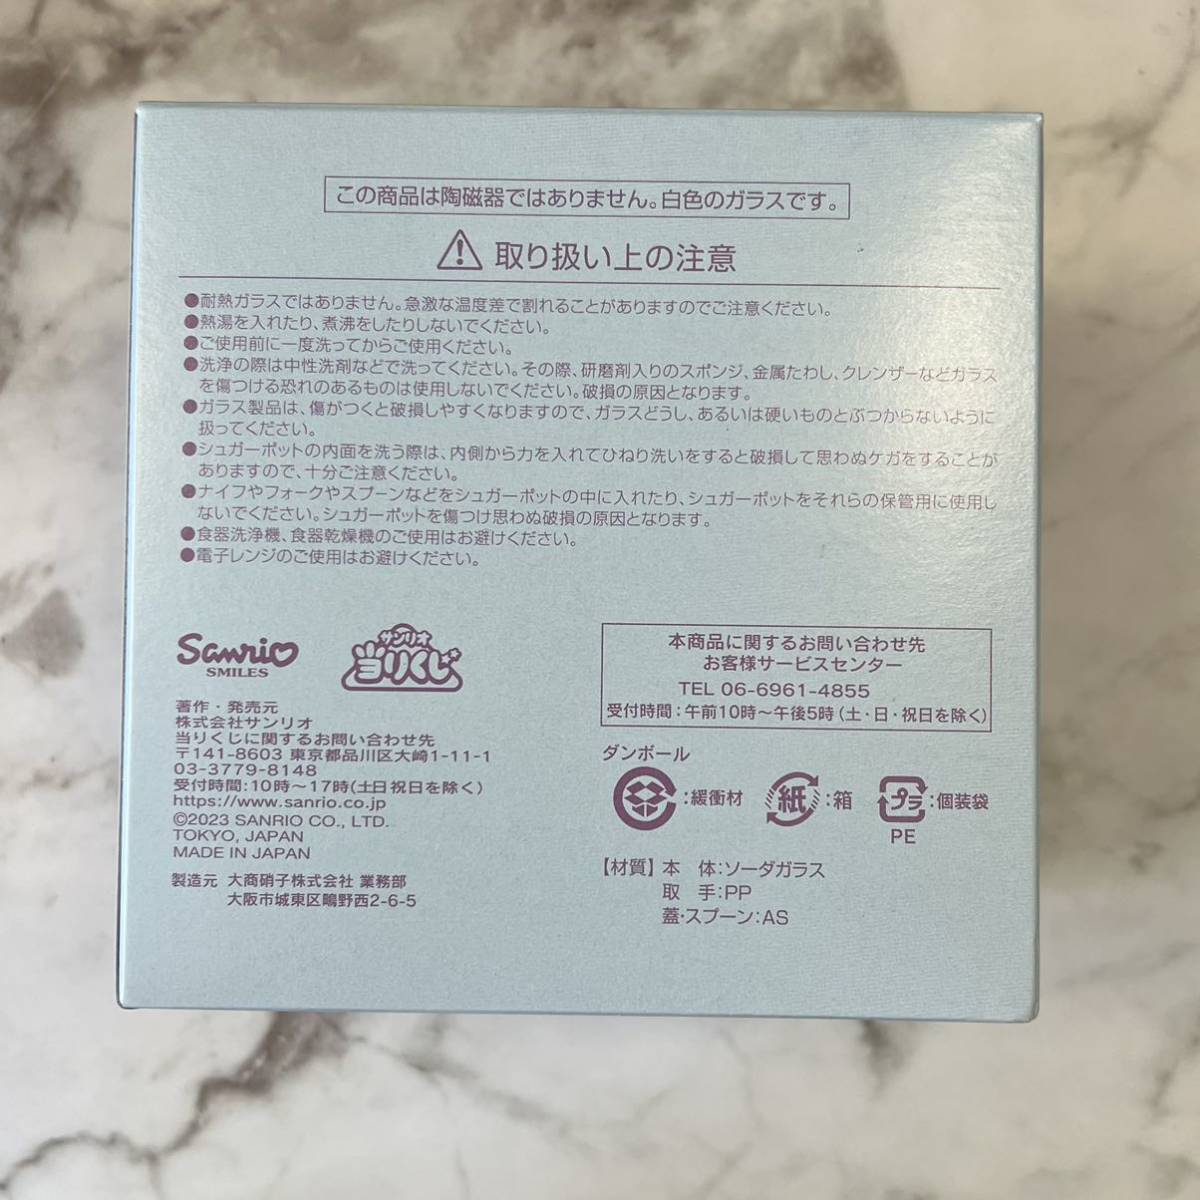 この商品は陶磁器ではありません。白色のガラスです。
取り扱い上の注意
●耐熱ガラスではありません。急激な温度差で割れることがありますのでご注意ください。
●熱湯を入れたり、煮沸をしたりしないでください。
●ご使用前に一度洗ってからご使用ください。
●洗浄の際は中性洗剤などで洗ってください。その際、研磨剤入りのスポンジ、金属たわし、クレンザーなどガラス
を傷つける恐れのあるものは使用しないでください。破損の原因となります。
●ガラス製品は、傷がつくと破損しやすくなりますので、ガラスどうし、あるいは硬いものとぶつからないように
扱ってください。
●シュガーポットの内面を洗う際は、内側から力を入れてひねり洗いをすると破損して思わぬケガをすることが
ありますので、十分ご注意ください。
●ナイフやフォークやスプーンなどをシュガーポットの中に入れたり、シュガーポットをそれらの保管用に使用し
ないでください。シュガーポットを傷つけ思わぬ破損の原因となります。
●食器洗浄機、食器乾燥機のご使用はお避けください。
●電子レンジのご使用はお避けください。
Sanrio
SMILES
サンリオ
当りくじ
著作・発売元
株式会社サンリオ
当りくじに関するお問い合わせ先
〒141-8603 東京都品川区大崎1-11-1
03-3779-8148
受付時間:10時〜17時(土日祝日を除く)
https://www.sanrio.co.jp
©2023 SANRIO CO., LTD.
TOKYO, JAPAN
MADE IN JAPAN
製造元 大商硝子株式会社 業務部
大阪市城東区鴫野西2-6-5
本商品に関するお問い合わせ先
お客様サービスセンター
TEL 06-6961-4855
受付時間:午前10時〜午後5時(土・日・祝日を除く)
ダンボール
:緩衝材
紙:箱
プラ:個装袋
PE
【材質】本 体:ソーダガラス
取 手:PP
蓋・スプーン:AS